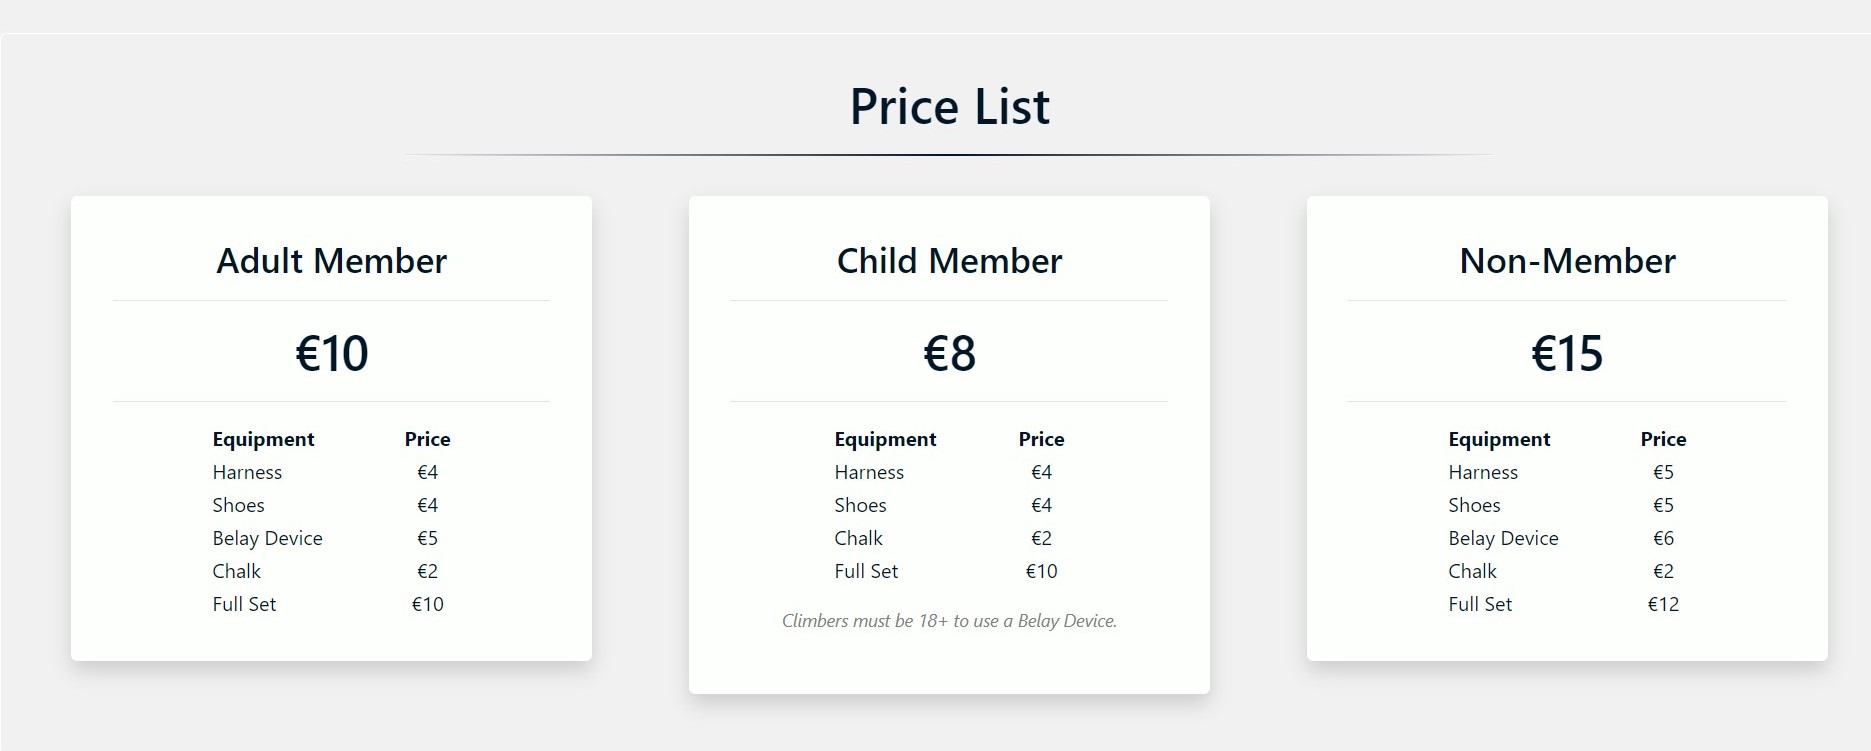 Price List
Adult Member
€10
Equipment Price
Harness €4
Shoes €4
Belay Device €5
Chalk €2
Full Set €10
Child Member
€8
Equipment Price
Harness €4
Shoes €4
Chalk €2
Full Set €10
Climbers must be 18+ to use a Belay Device.
Non-Member
€15
Equipment Price
Harness €5
Shoes €5
Belay Device €6
Chalk €2
Full Set €12